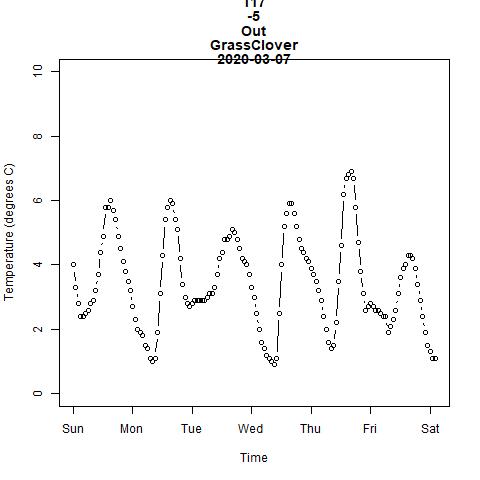 117
-5
Out
GrassClover
2020-03-07
Temperature (degrees C)
10
8
6
4
2
0
Sun Mon Tue Wed Thu Fri Sat
Time